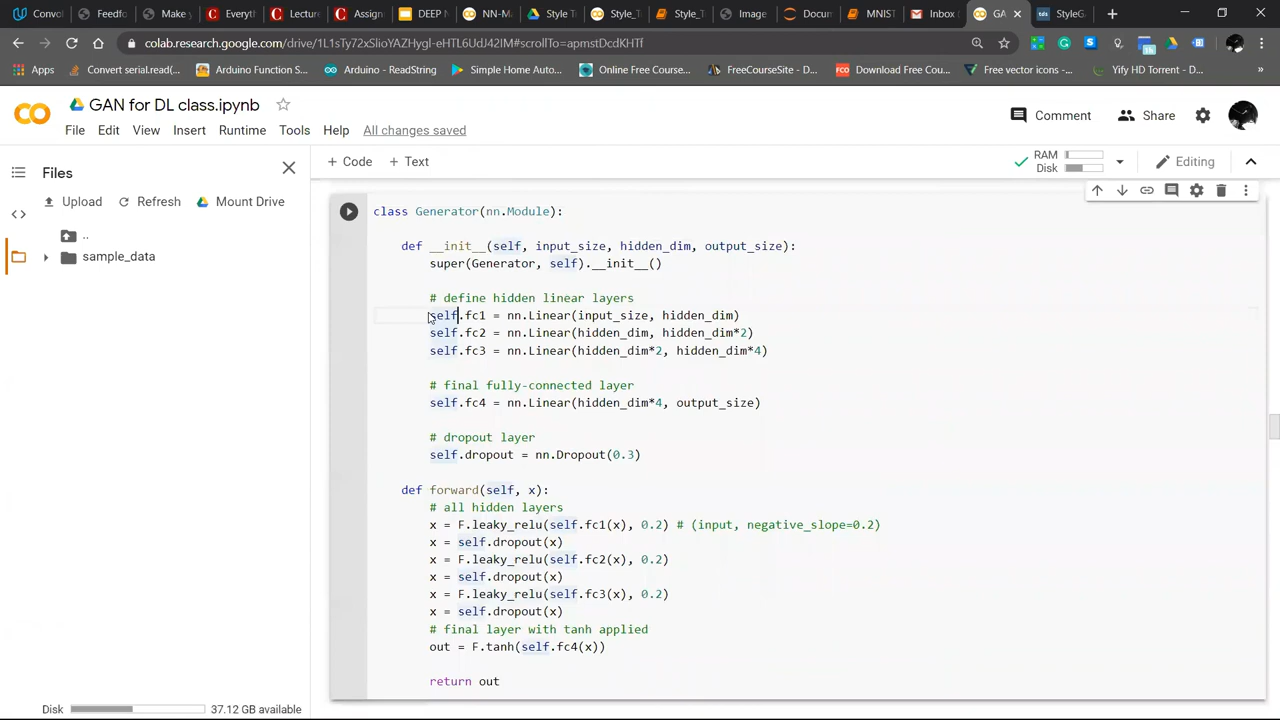 Convol
Feedfo
Make y
Everyth
Lecture
Assign
DEEP N
NN-M
Style Ti
Style_T
Style_T
Image
Docum
MNIST
Inbox
GA
StyleG
colab.research.google.com/drive/1L1sTy72xSlioYAZHygl-eHTL6UdJ42IM#scrollTo=apmstDcdKHTf
Apps
Convert serial.read(...
Arduino Function S...
Arduino - ReadString
Simple Home Auto...
Online Free Course...
FreeCourseSite - Do...
FCO
Download Free Cou...
Free vector icons -...
Yify HD Torrent - D...
GAN for DL class.ipynb
File Edit View Insert Runtime Tools Help All changes saved
Comment
Share
Files
+ Code + Text
RAM
Disk
Editing
Upload Refresh Mount Drive
..
sample_data
class Generator(nn.Module):
def __init__(self, input_size, hidden_dim, output_size):
super(Generator, self).__init__()
# define hidden linear layers
self.fc1 = nn.Linear(input_size, hidden_dim)
self.fc2 = nn.Linear(hidden_dim, hidden_dim*2)
self.fc3 = nn.Linear(hidden_dim*2, hidden_dim*4)
# final fully-connected layer
self.fc4 = nn.Linear(hidden_dim*4, output_size)
# dropout layer
self.dropout = nn.Dropout(0.3)
def forward(self, x):
# all hidden layers
x = F.leaky_relu(self.fc1(x), 0.2) # (input, negative_slope=0.2)
x = self.dropout(x)
x = F.leaky_relu(self.fc2(x), 0.2)
x = self.dropout(x)
x = F.leaky_relu(self.fc3(x), 0.2)
x = self.dropout(x)
# final layer with tanh applied
out = F.tanh(self.fc4(x))
return out
Disk
37.12 GB available